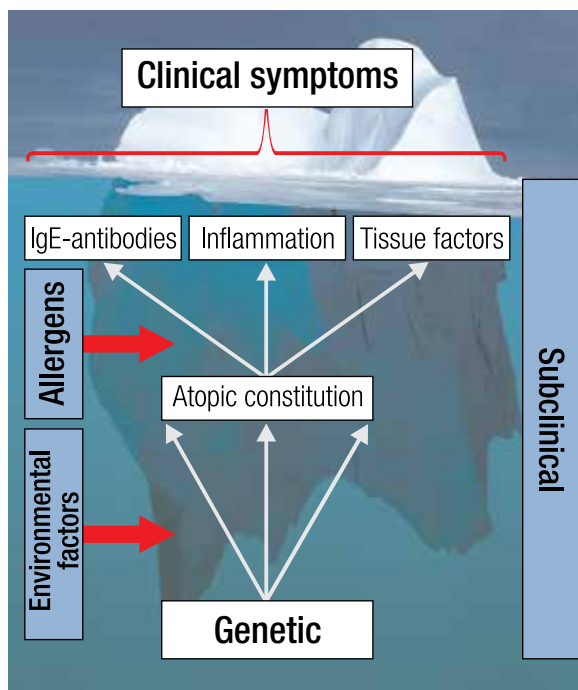 Clinical symptoms
IgE-antibodies
Inflammation
Tissue factors
Allergens
Atopic constitution
Subclinical
Environmental
factors
Genetic